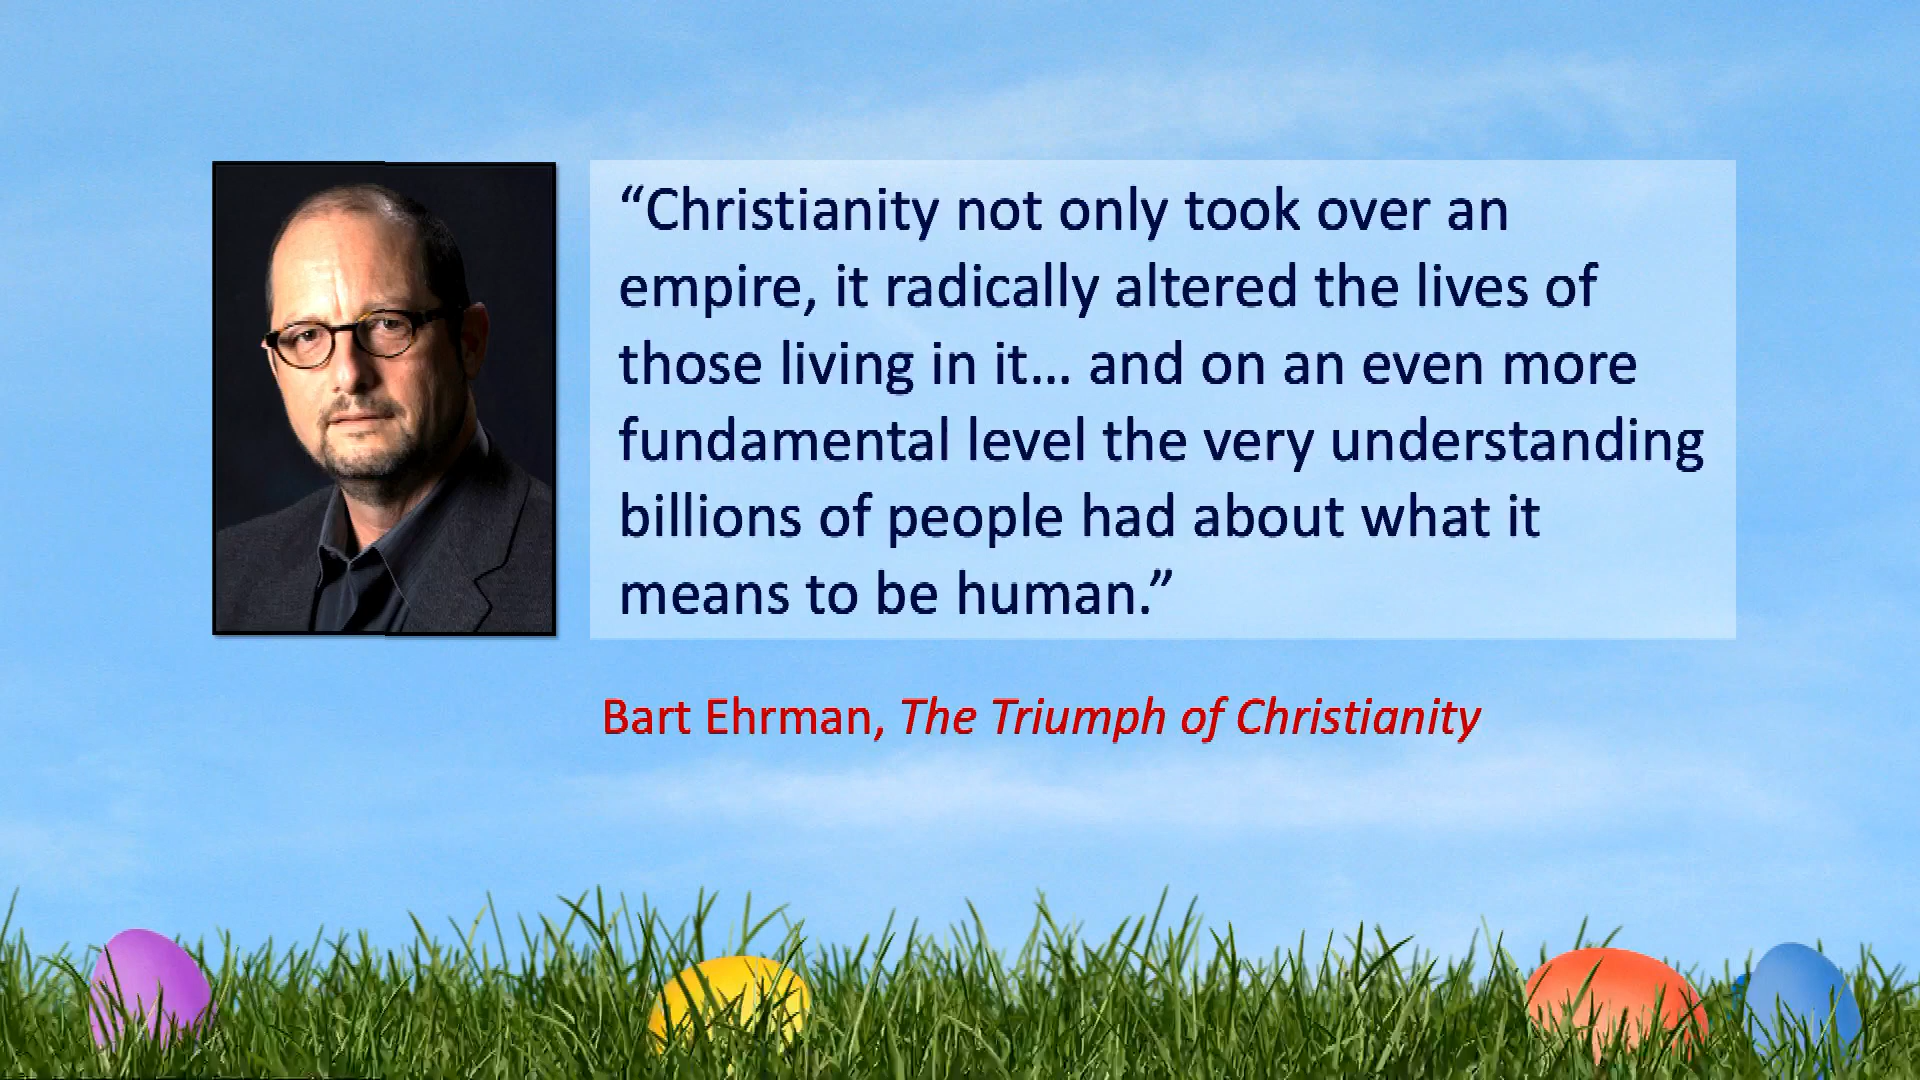 “Christianity not only took over an
empire, it radically altered the lives of
those living in it… and on an even more
fundamental level the very understanding
billions of people had about what it
means to be human.”
Bart Ehrman, The Triumph of Christianity